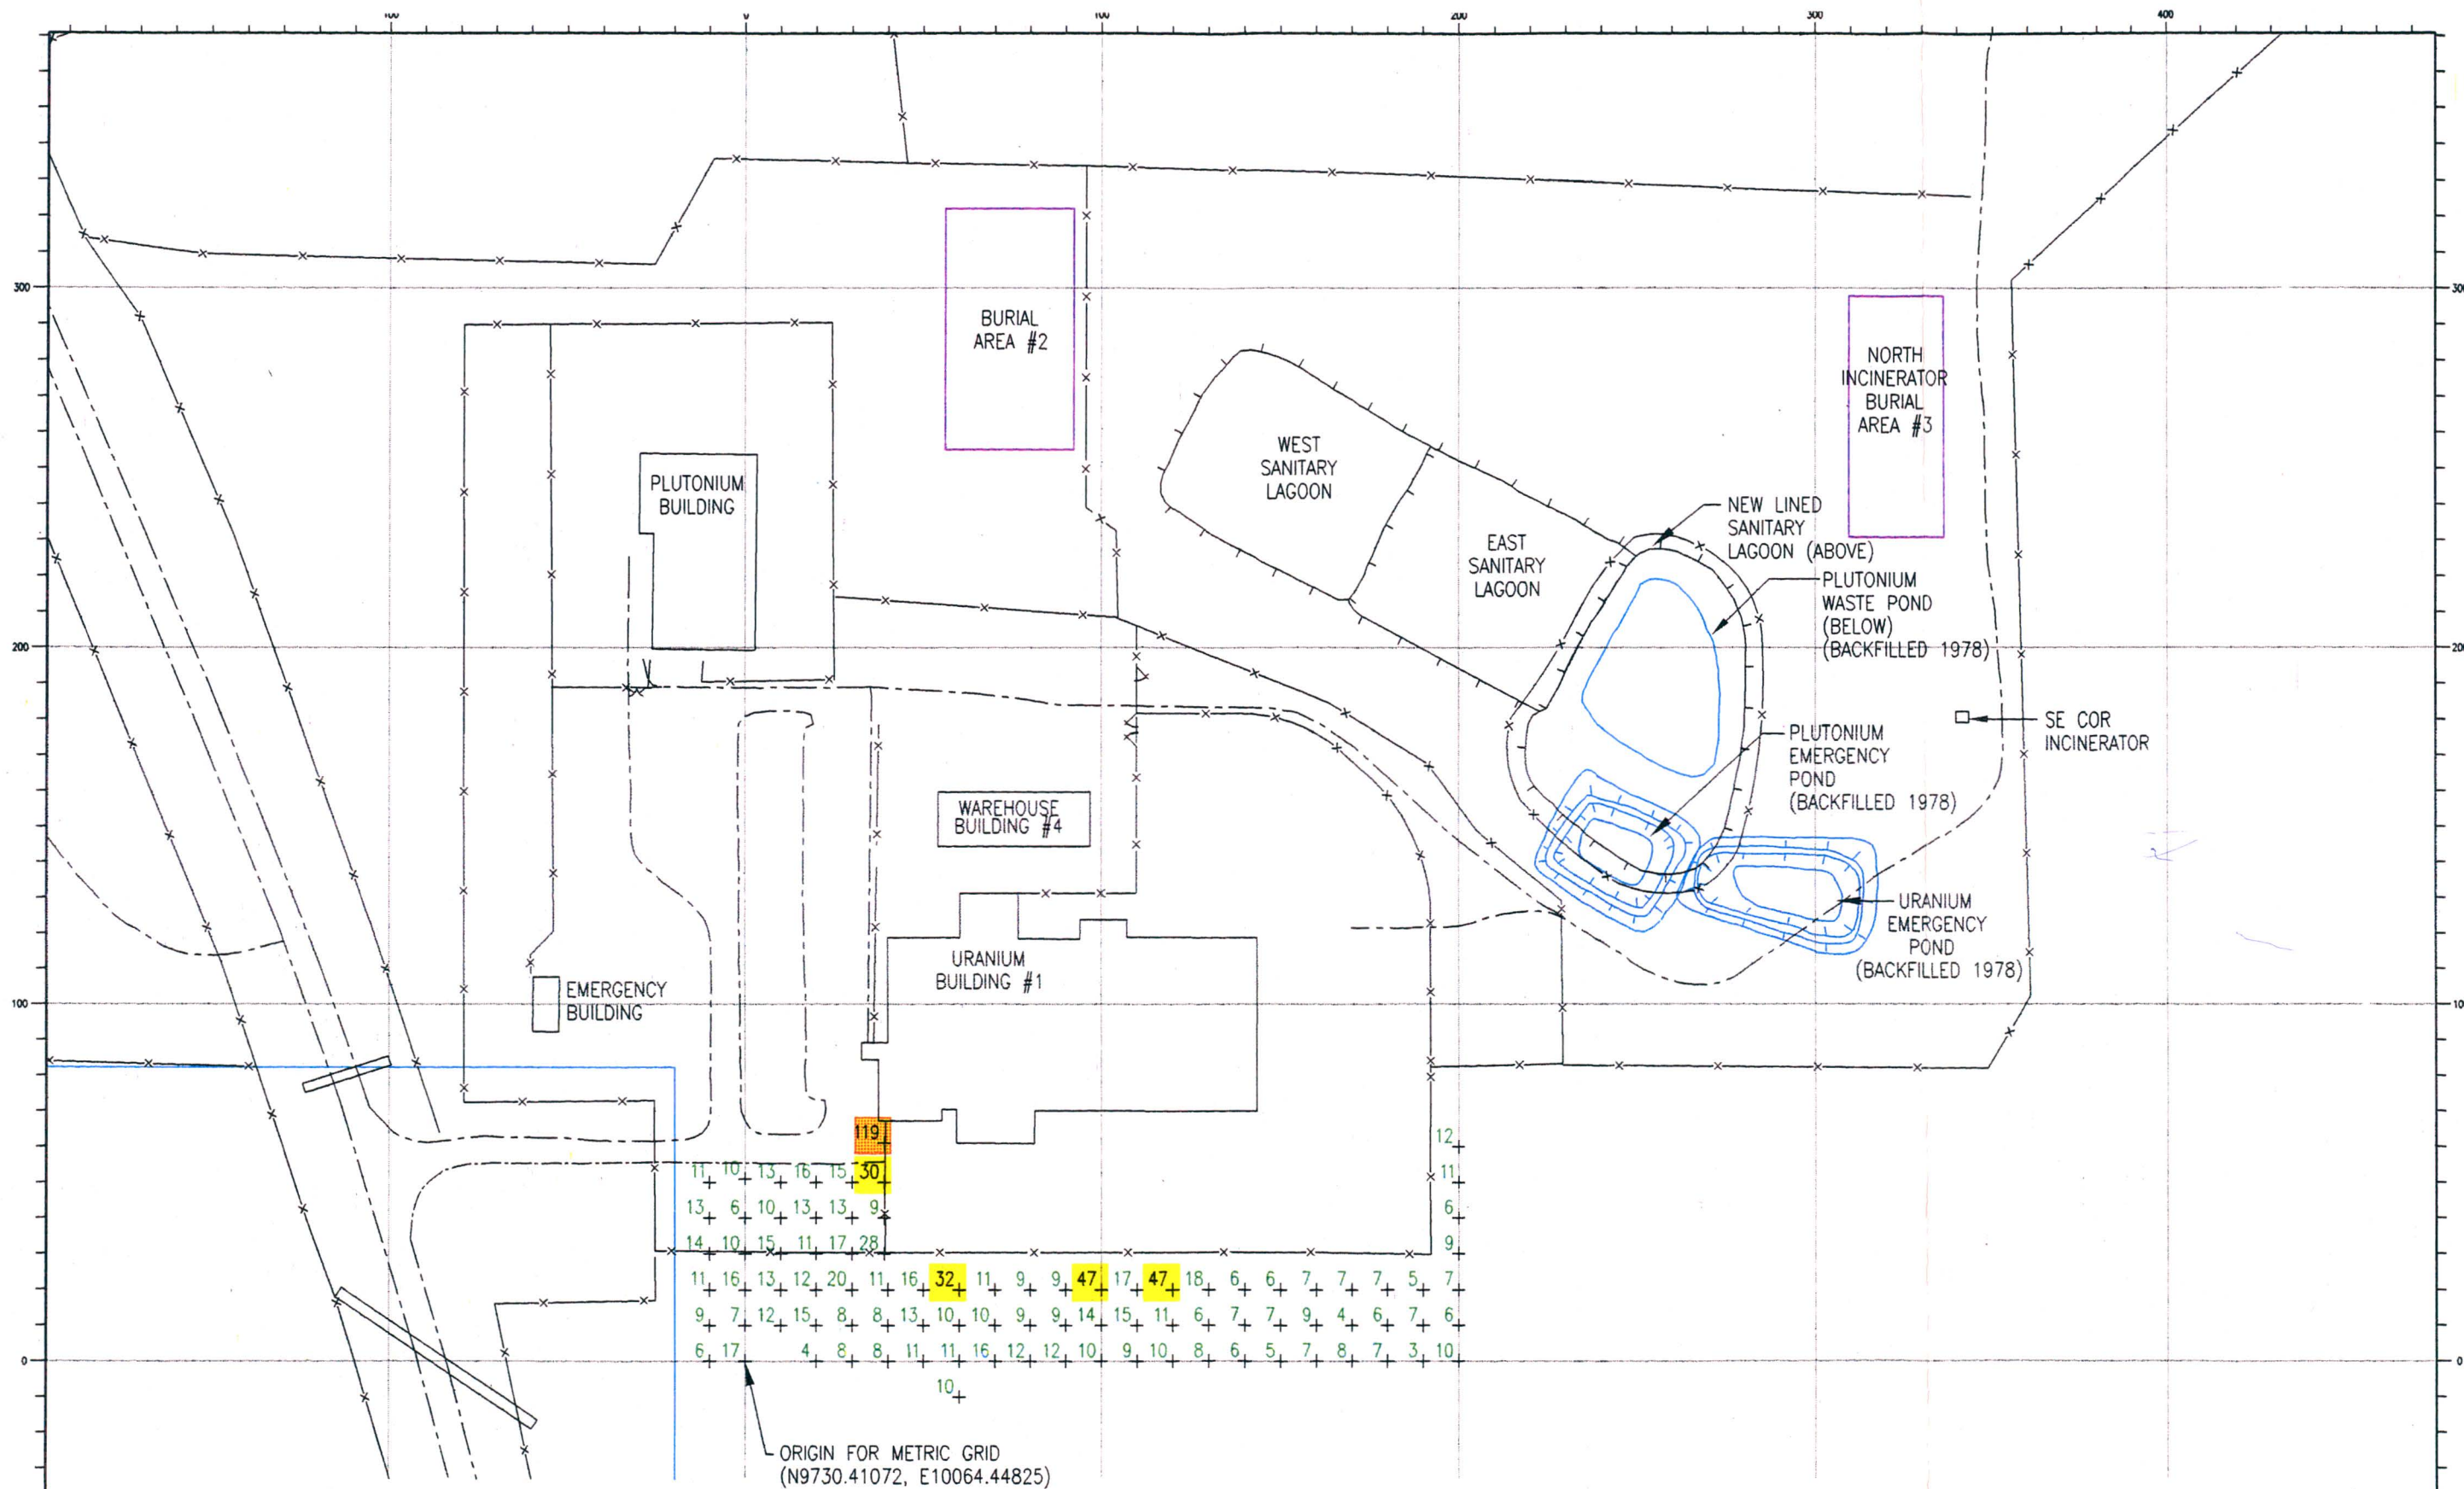 100 0 100 200 300 400
300
BURIAL
AREA #2
NORTH
INCINERATOR
BURIAL
AREA #3
WEST
SANITARY
LAGOON
PLUTONIUM
BUILDING
NEW LINED
SANITARY
LAGOON (ABOVE)
EAST
SANITARY
LAGOON
PLUTONIUM
WASTE POND
(BELOW)
(BACKFILLED 1978)
200
SE COR
INCINERATOR
PLUTONIUM
EMERGENCY
POND
(BACKFILLED 1978)
WAREHOUSE
BUILDING #4
URANIUM
EMERGENCY
POND
(BACKFILLED 1978)
URANIUM
BUILDING #1
EMERGENCY
BUILDING
100
119 12
11 10 13 16 15 30 11
13 6 10 13 13 9 6
14 10 15 11 17 28 9
11 16 13 12 20 11 16 32 11 9 9 47 17 47 18 6 6 7 7 7 5 7
9 7 12 15 8 8 13 10 10 9 9 14 15 11 6 7 7 9 4 6 7 6
0 6 17 4 8 8 11 11 16 12 12 10 9 10 8 6 5 7 8 7 3 10 0
10
ORIGIN FOR METRIC GRID
(N9730.41072, E10064.44825)